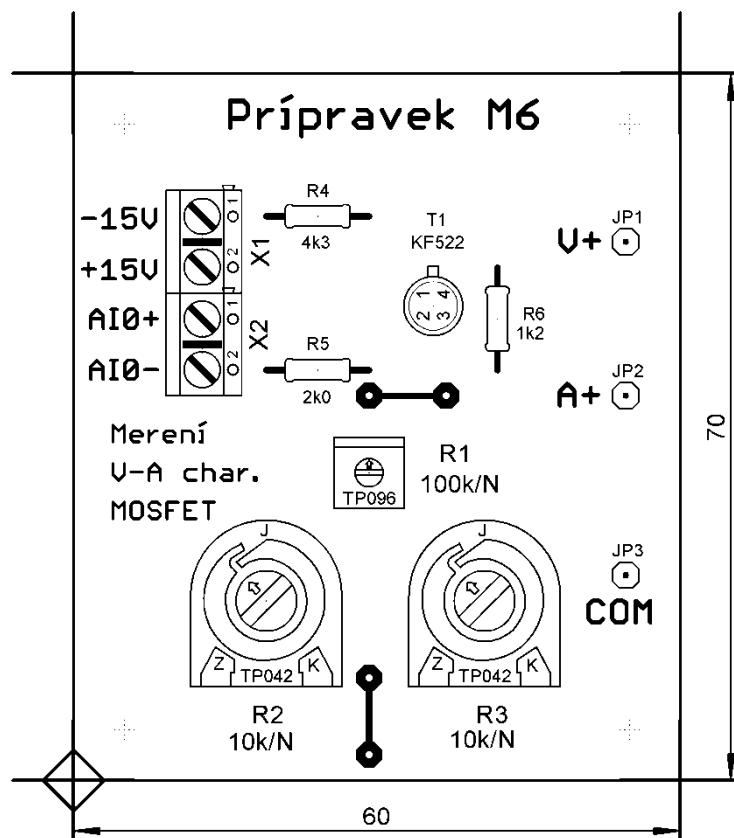 Prípravek M6
R4
4k3
-15V
+15V
AI0+
AI0-
1
2
1
2
X1
X2
T1
KF522
1
2
3
4
R6
1k2
JP1
V+
R5
2k0
JP2
A+
70
Merení
V-A char.
MOSFET
TP096
R1
100k/N
J
Z
K
TP042
R2
10k/N
J
Z
K
TP042
R3
10k/N
JP3
COM
60